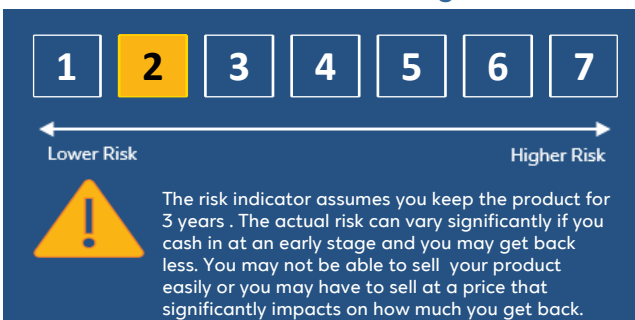 1 2 3 4 5 6 7
Lower Risk Higher Risk
The risk indicator assumes you keep the product for
3 years . The actual risk can vary significantly if you
cash in at an early stage and you may get back
less. You may not be able to sell your product
easily or you may have to sell at a price that
significantly impacts on how much you get back.